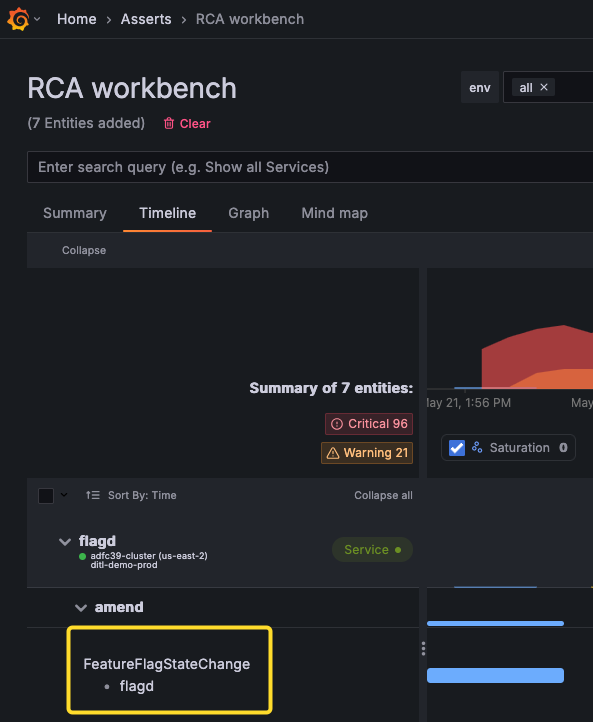 Home › Asserts › RCA workbench
RCA workbench
env
all ×
(7 Entities added) Clear
Enter search query (e.g. Show all Services)
Summary Timeline Graph Mind map
Collapse
Summary of 7 entities:
Critical 96
Warning 21
May 21, 1:56 PM May
Saturation 0
Sort By: Time Collapse all
flagd
adfc39-cluster (us-east-2)
ditl-demo-prod
Service
amend
FeatureFlagStateChange
• flagd